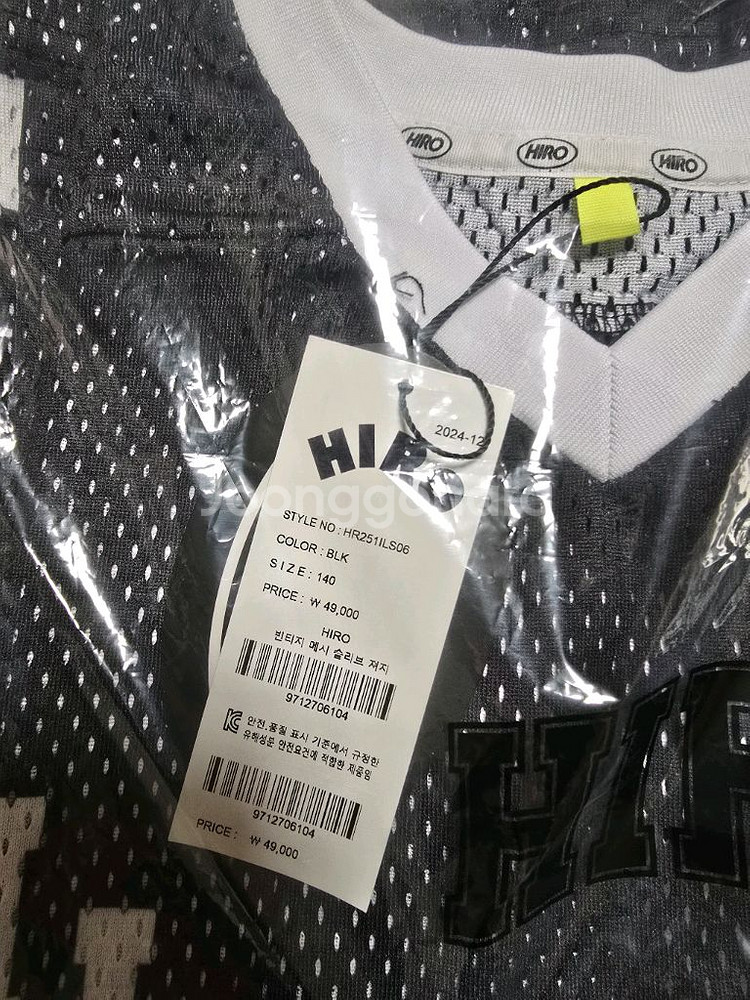 HIRO
HIRO
HIRO
2024-12
HIRO
STYLE NO : HR251ILS06
COLOR : BLK
SIZE : 140
PRICE : ₩ 49,000
HIRO
빈티지 메시 슬리브 져지
9712706104
안전.품질 표시 기준에서 규정한
유해성분 안전요건에 적합한 제품임
9712706104
PRICE : ₩ 49,000
HIR